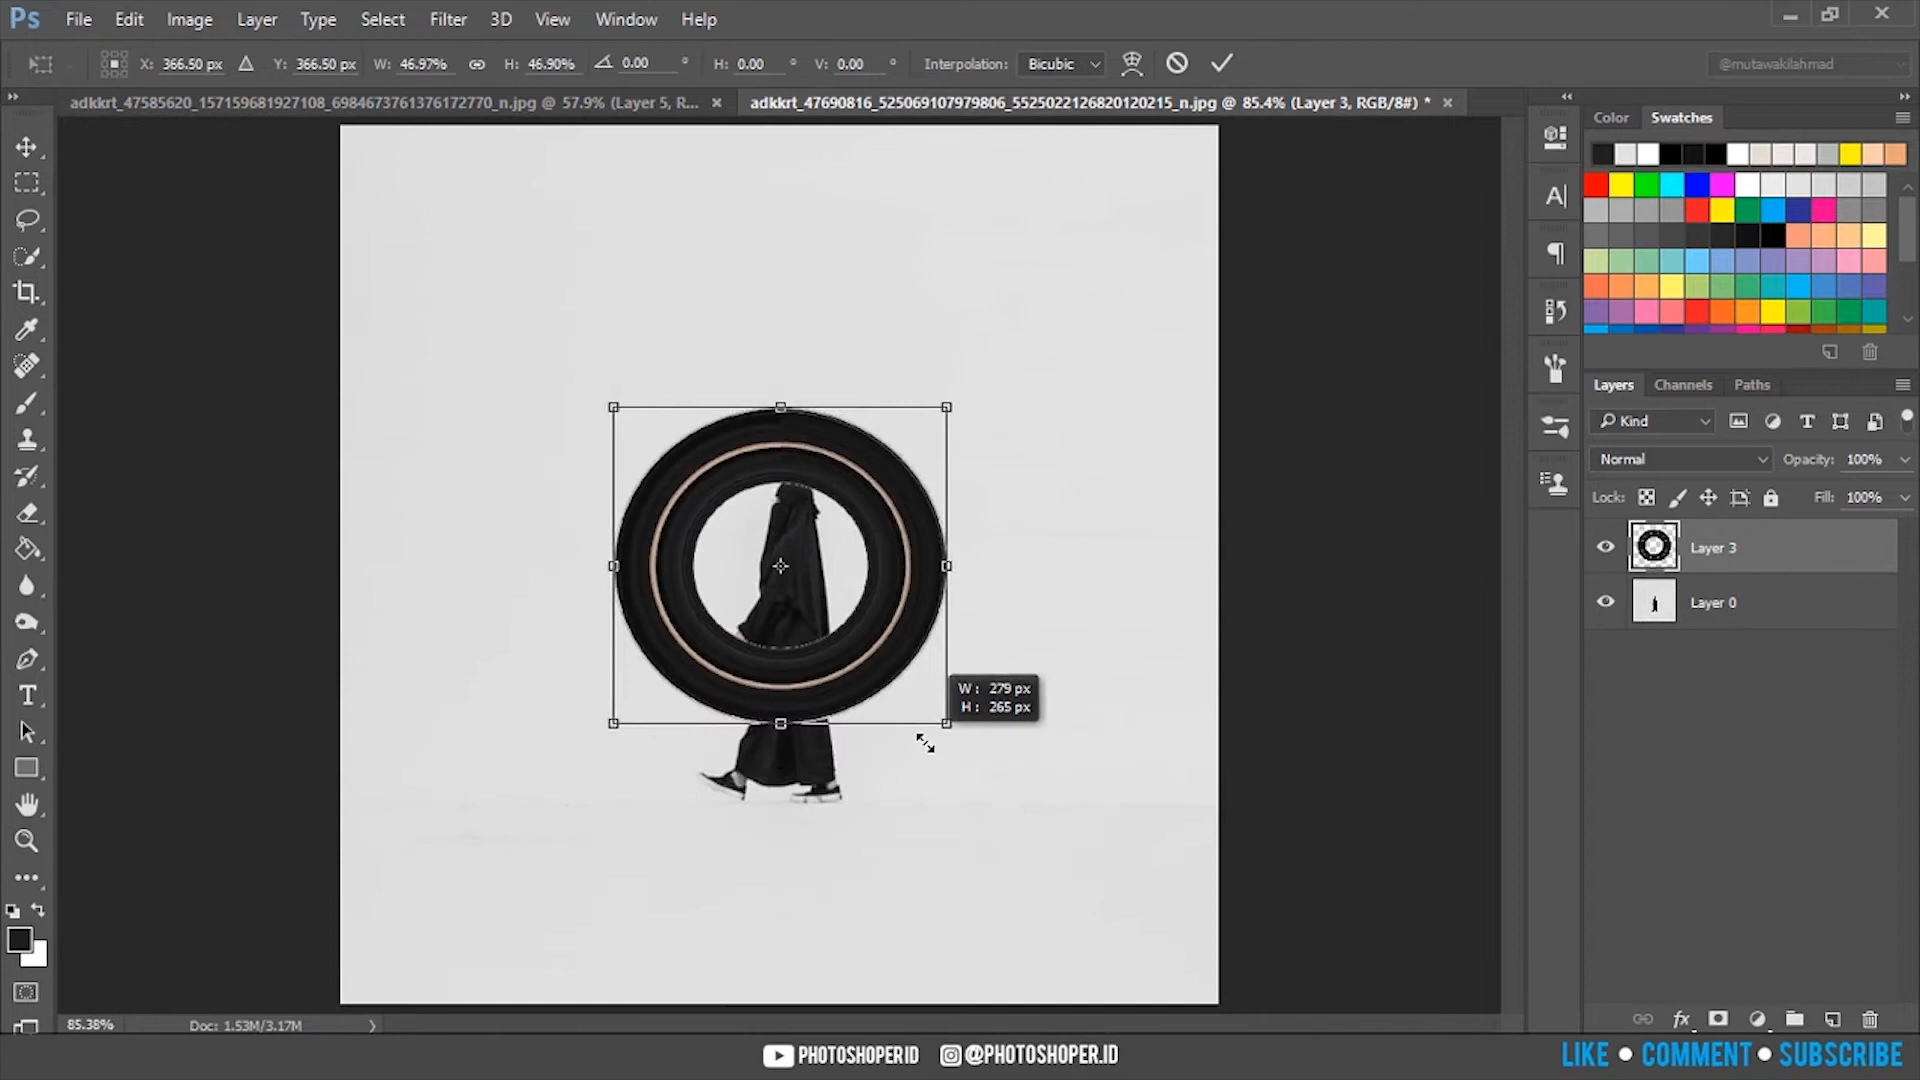 Ps File Edit Image Layer Type Select Filter 3D View Window Help
X: 366.50 px Δ Y: 366.50 px W: 46.97% H: 46.90% 0.00 ° H: 0.00 ° V: 0.00 ° Interpolation: Bicubic @mutawakilahmad
adkkrt_47585620_157159681927108_6984673761376172770_n.jpg @ 57.9% (Layer 5, R... × adkkrt_47690816_525069107979806_5525022126820120215_n.jpg @ 85.4% (Layer 3, RGB/8#) * ×
Color Swatches
Layers Channels Paths
Kind
Normal Opacity: 100%
Lock: Fill: 100%
Layer 3
Layer 0
W: 279 px
H: 265 px
85.38% Doc: 1.53M/3.17M
PHOTOSHOPERID @PHOTOSHOPER.ID LIKE ● COMMENT ● SUBSCRIBE